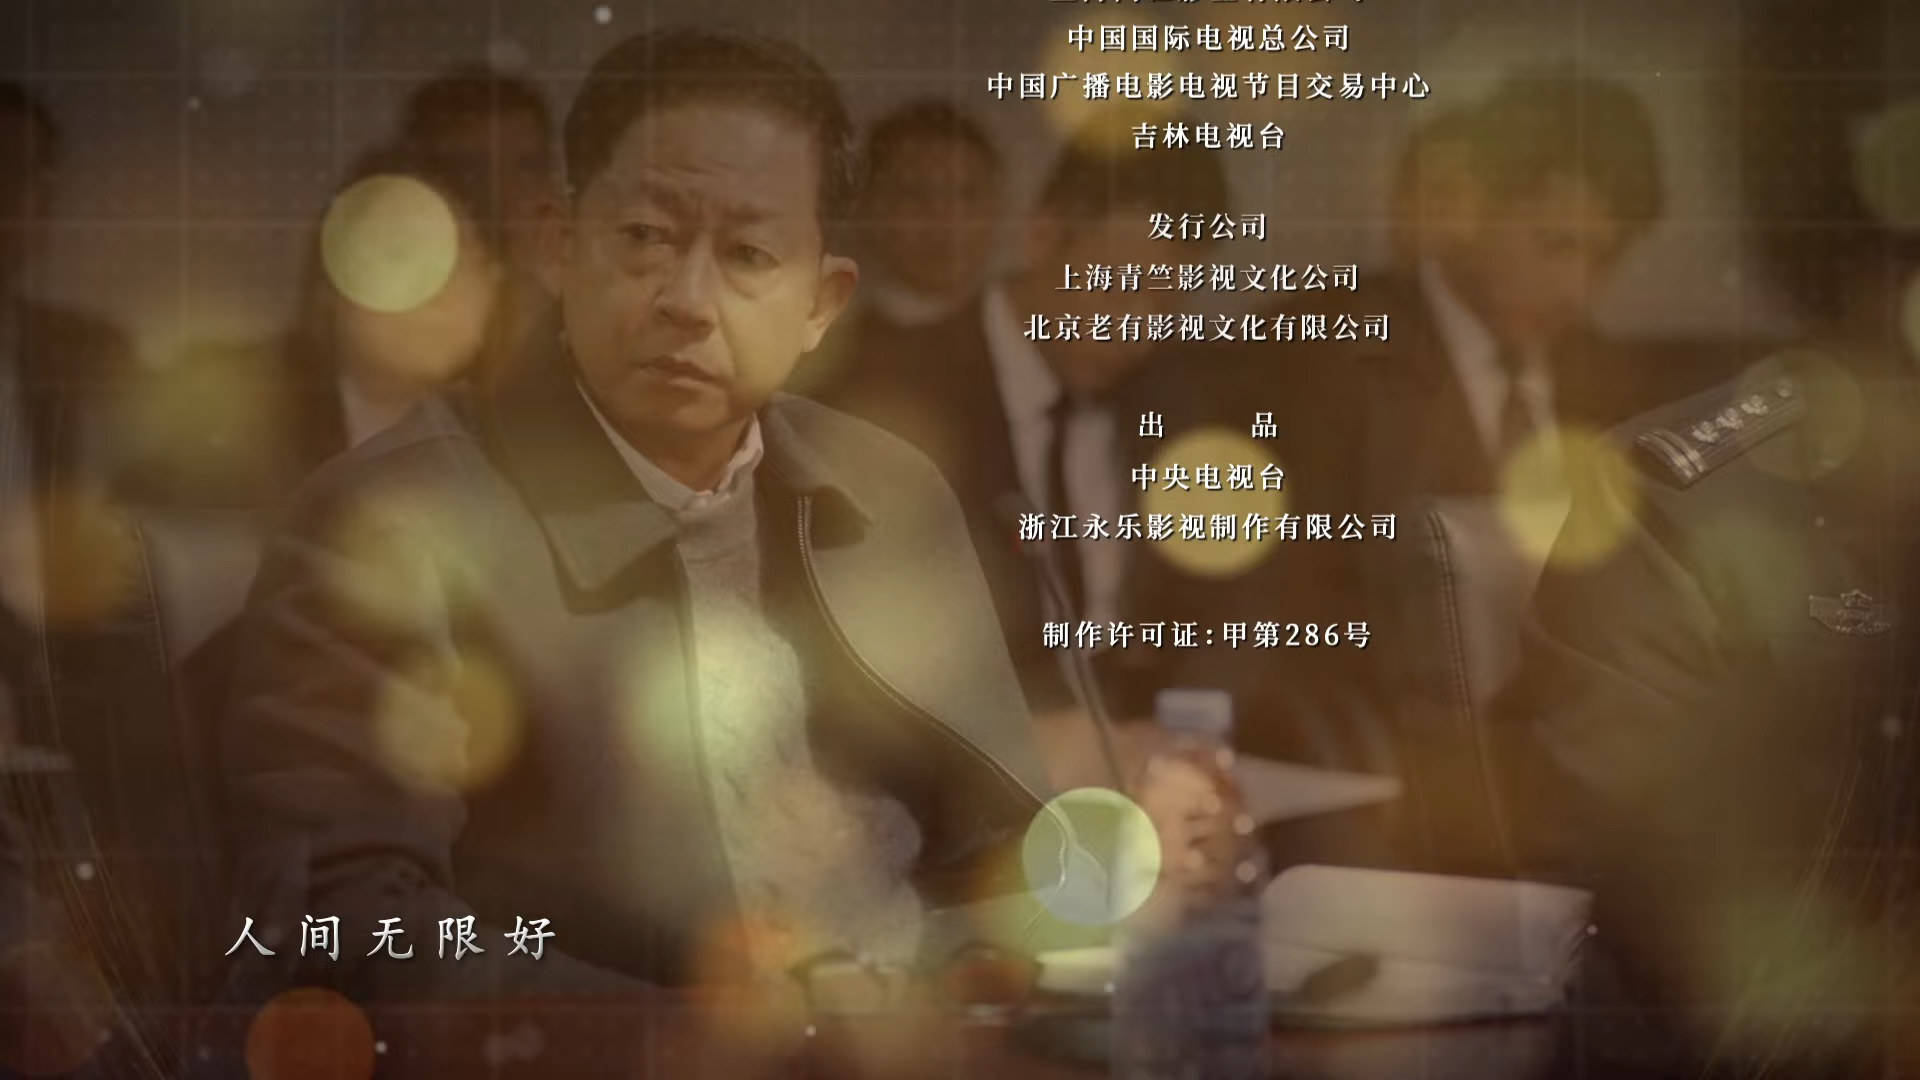 中国国际电视总公司
中国广播电影电视节目交易中心
吉林电视台
发行公司
上海青竺影视文化公司
北京老有影视文化有限公司
出 品
中央电视台
浙江永乐影视制作有限公司
制作许可证:甲第286号
人间无限好